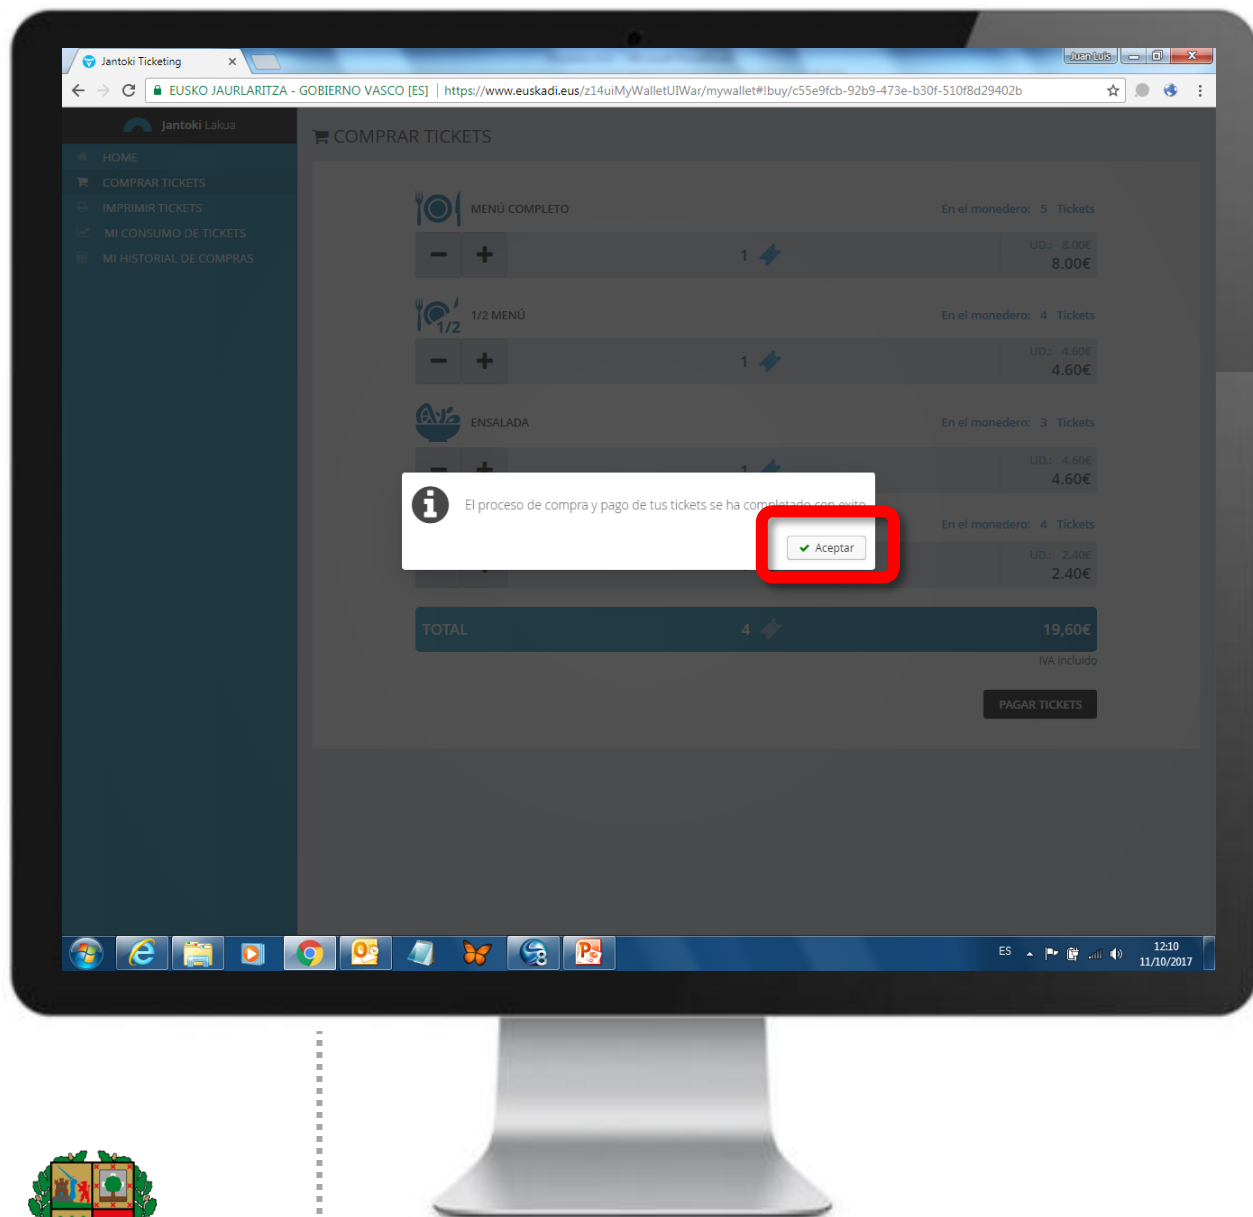 Jantoki Ticketing
Juan Luis
EUSKO JAURLARITZA - GOBIERNO VASCO [ES] | https://www.euskadi.eus/z14uiMyWalletUIWar/mywallet#!buy/c55e9fcb-92b9-473e-b30f-510f8d29402b
Jantoki Lakua
COMPRAR TICKETS
HOME
COMPRAR TICKETS
IMPRIMIR TICKETS
MI CONSUMO DE TICKETS
MI HISTORIAL DE COMPRAS
MENÚ COMPLETO
En el monedero: 5 Tickets
1
UD.: 8.00€
8.00€
1/2
1/2 MENÚ
En el monedero: 4 Tickets
1
UD.: 4.60€
4.60€
ENSALADA
En el monedero: 3 Tickets
1
UD.: 4.60€
4.60€
El proceso de compra y pago de tus tickets se ha completado con exito
Aceptar
En el monedero: 4 Tickets
UD.: 2.40€
2.40€
TOTAL 4 19,60€
IVA incluido
PAGAR TICKETS
ES
12:10
11/10/2017